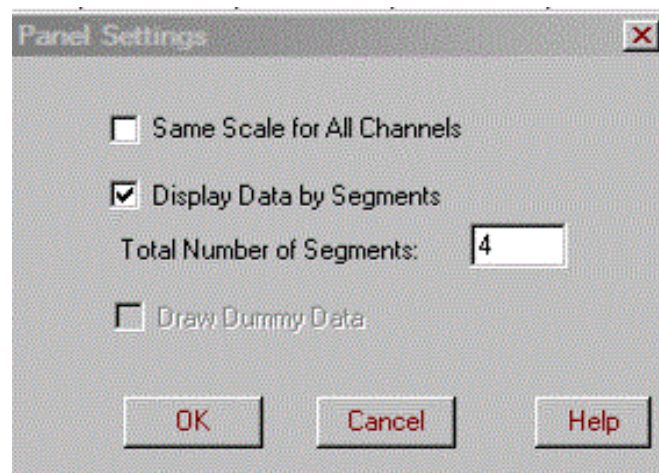 Panel Settings
Same Scale for All Channels
Display Data by Segments
Total Number of Segments: 4
Draw Dummy Data
OK Cancel Help